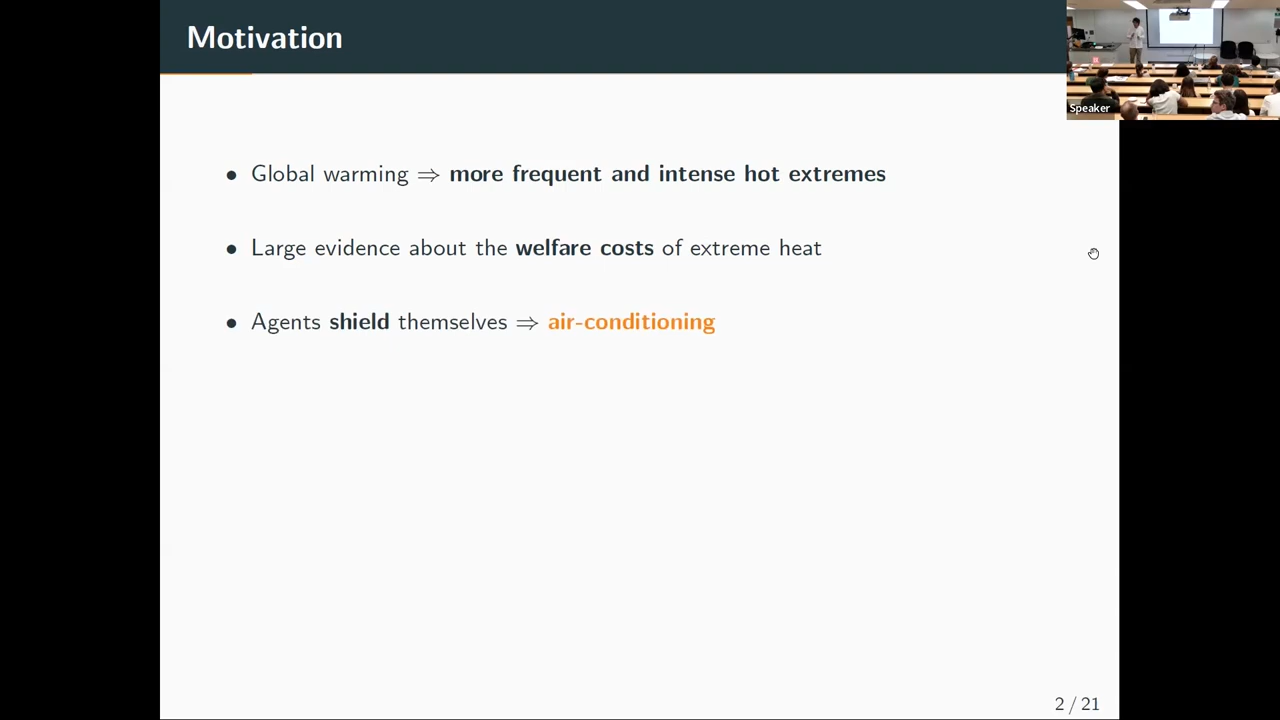 Motivation
Speaker
• Global warming ⇒ more frequent and intense hot extremes
• Large evidence about the welfare costs of extreme heat
• Agents shield themselves ⇒ air-conditioning
2 / 21